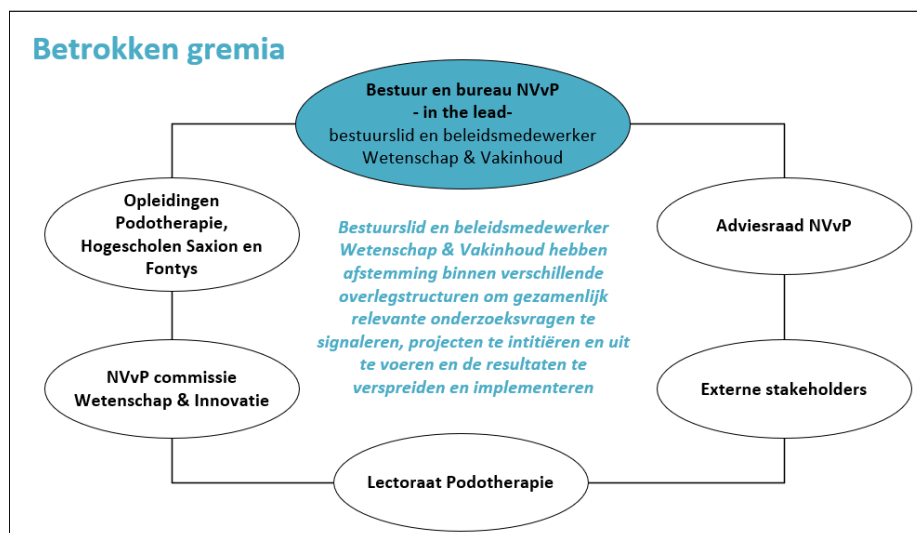 Betrokken gremia
Bestuur en bureau NVvP
- in the lead-
bestuurslid en beleidsmedewerker
Wetenschap & Vakinhoud
Opleidingen
Podotherapie,
Hogescholen Saxion en
Fontys
Adviesraad NVvP
Bestuurslid en beleidsmedewerker
Wetenschap & Vakinhoud hebben
afstemming binnen verschillende
overlegstructuren om gezamenlijk
relevante onderzoeksvragen te
signaleren, projecten te intitiëren en uit
te voeren en de resultaten te
verspreiden en implementeren
NVvP commissie
Wetenschap & Innovatie
Externe stakeholders
Lectoraat Podotherapie